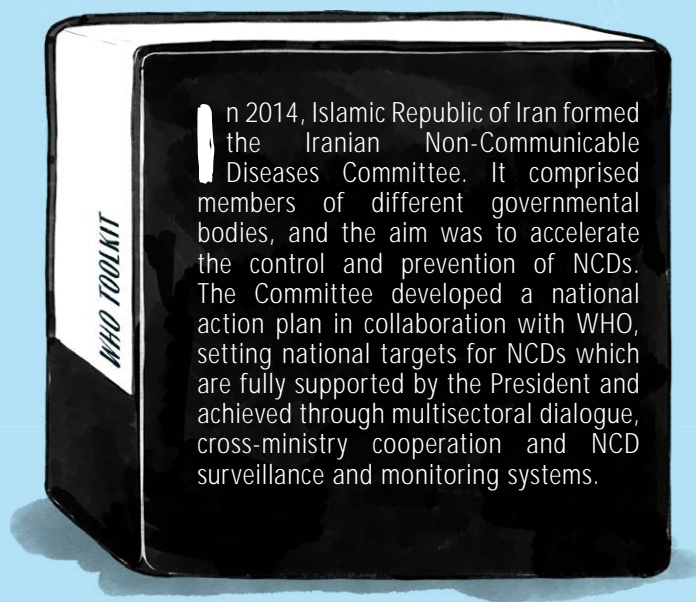 WHO TOOLKIT
In 2014, Islamic Republic of Iran formed
the Iranian Non-Communicable
Diseases Committee. It comprised
members of different governmental
bodies, and the aim was to accelerate
the control and prevention of NCDs.
The Committee developed a national
action plan in collaboration with WHO,
setting national targets for NCDs which
are fully supported by the President and
achieved through multisectoral dialogue,
cross-ministry cooperation and NCD
surveillance and monitoring systems.